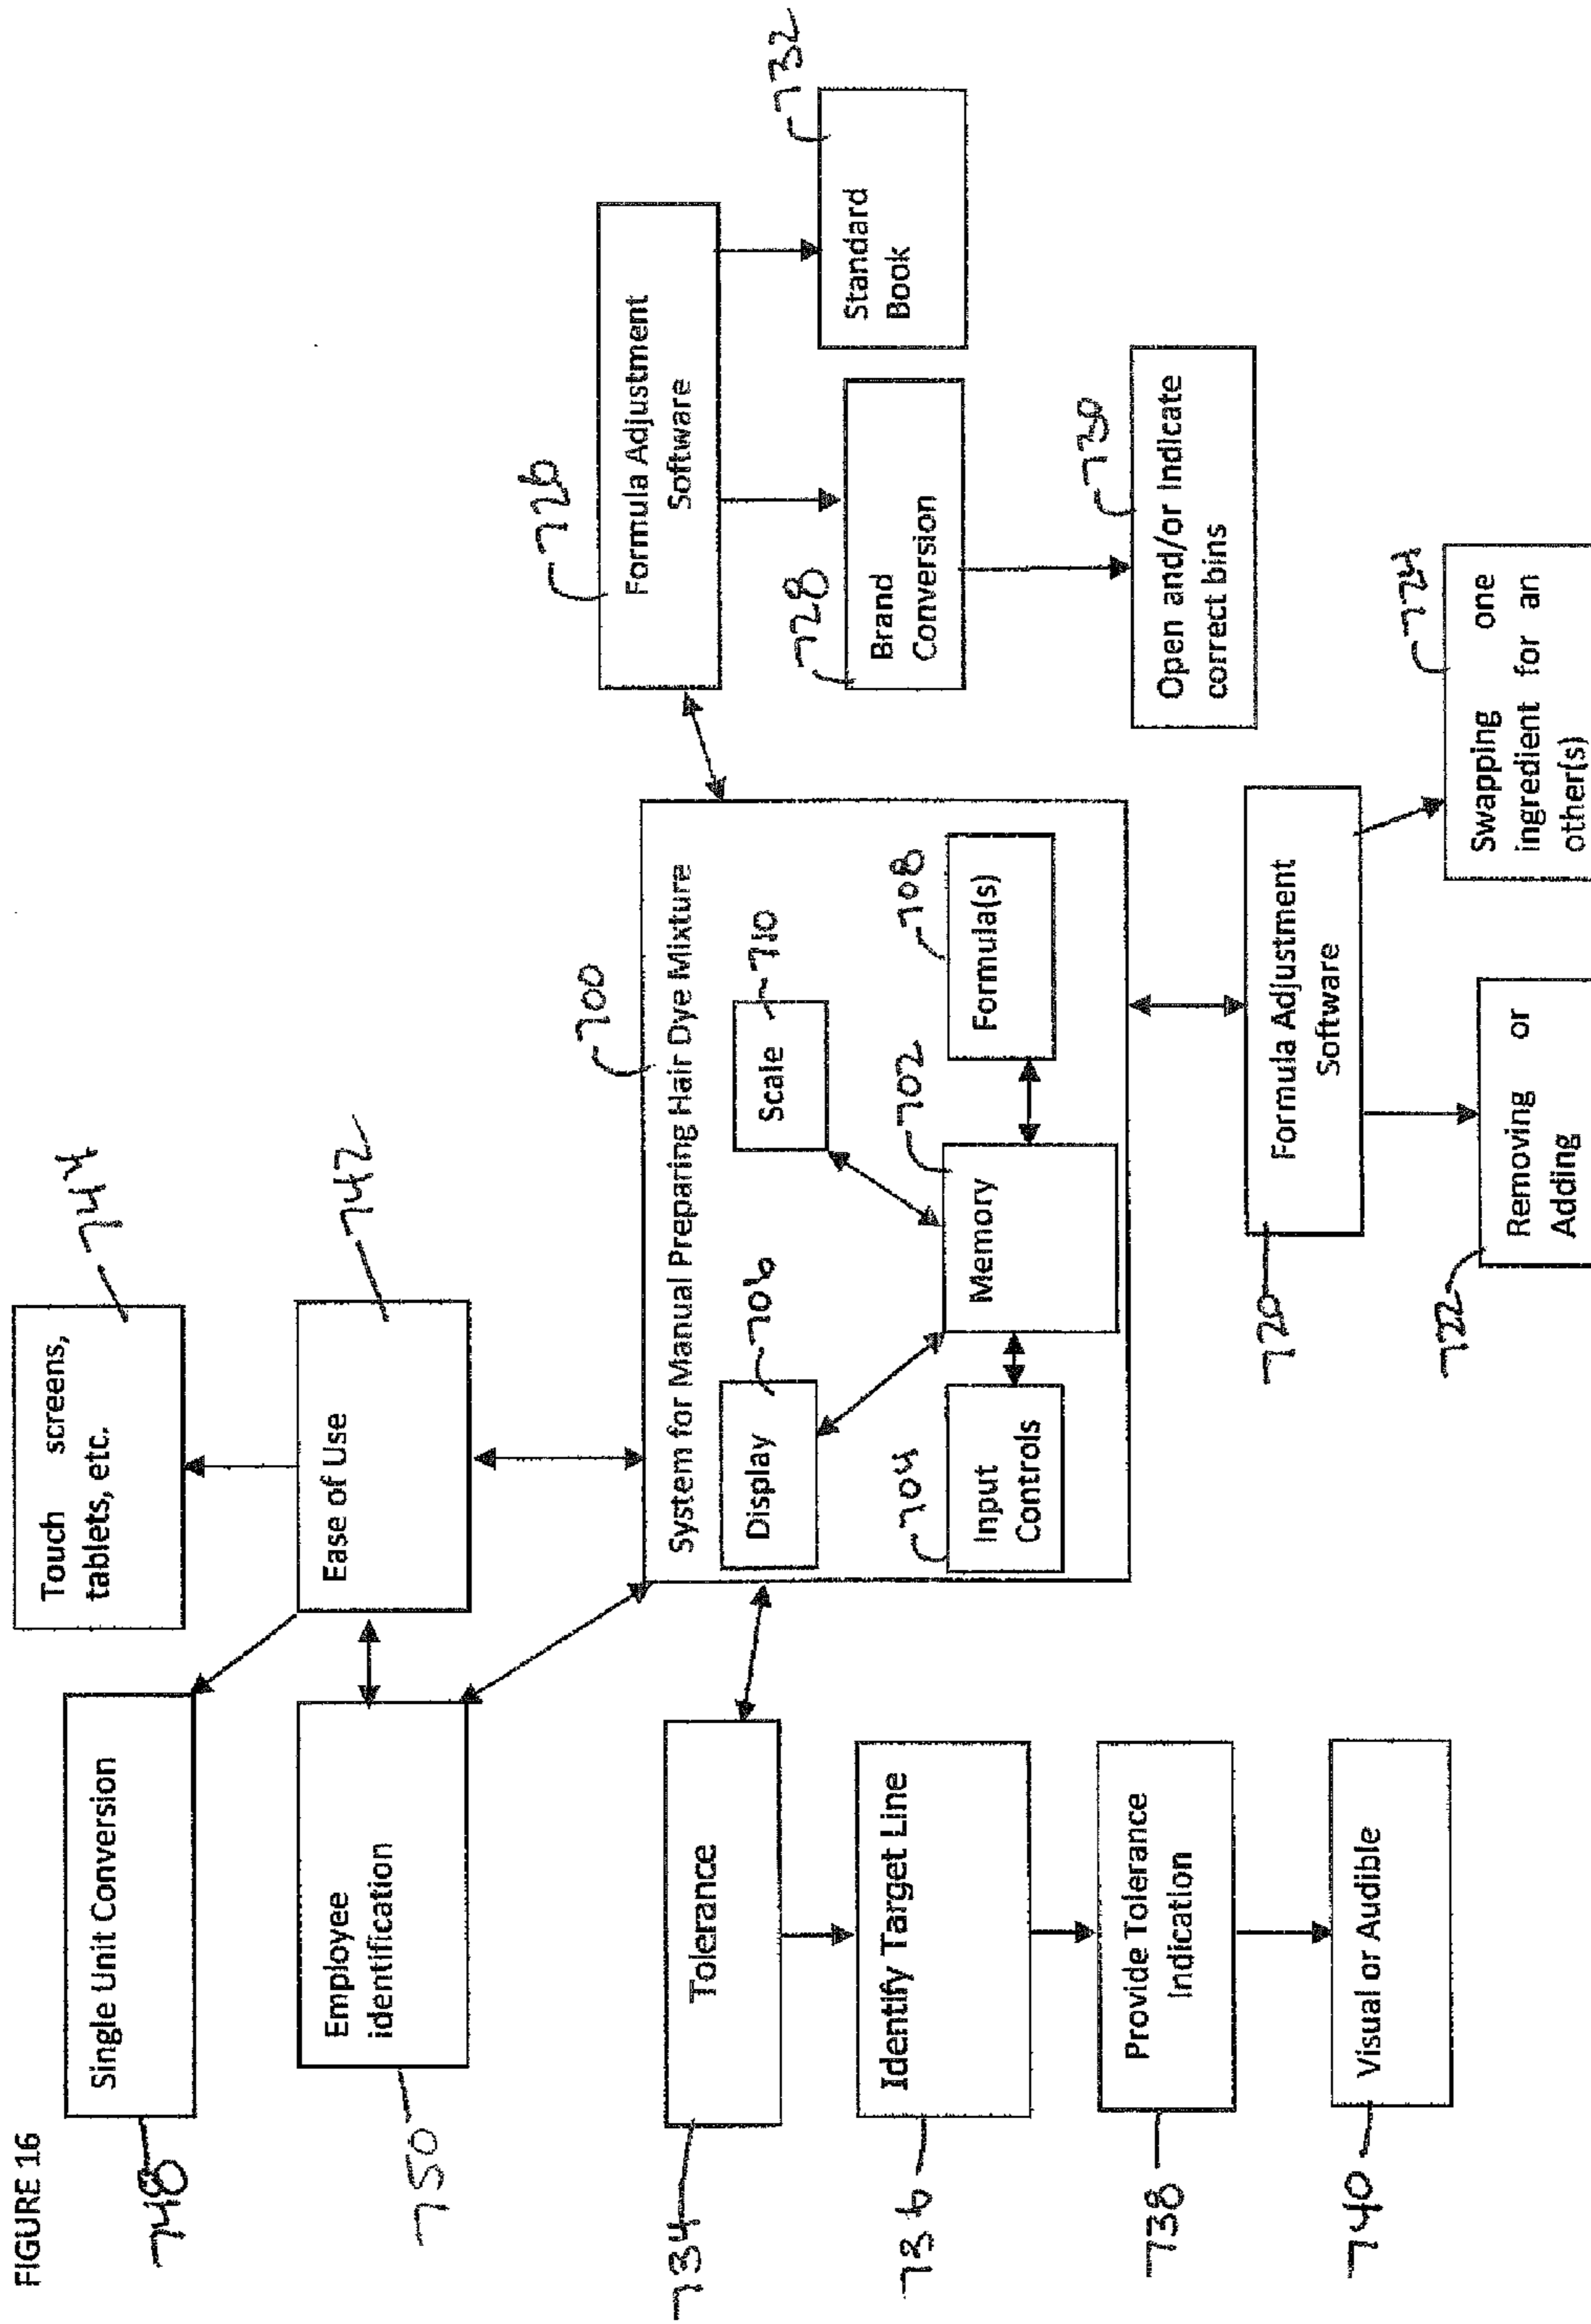 FIGURE 16
Touch screens,
tablets, etc.
744
Single Unit Conversion
748
Ease of Use
742
Employee
identification
750
System for Manual Preparing Hair Dye Mixture
700
Display
706
Scale
710
Input
Controls
704
Memory
702
Formula(s)
708
Tolerance
734
Identify Target Line
736
Provide Tolerance
Indication
738
Visual or Audible
740
Formula Adjustment
Software
726
Brand
Conversion
728
Standard
Book
732
Open and/or Indicate
correct bins
730
Formula Adjustment
Software
720
Removing or
Adding
722
Swapping one
ingredient for an
other(s)
724